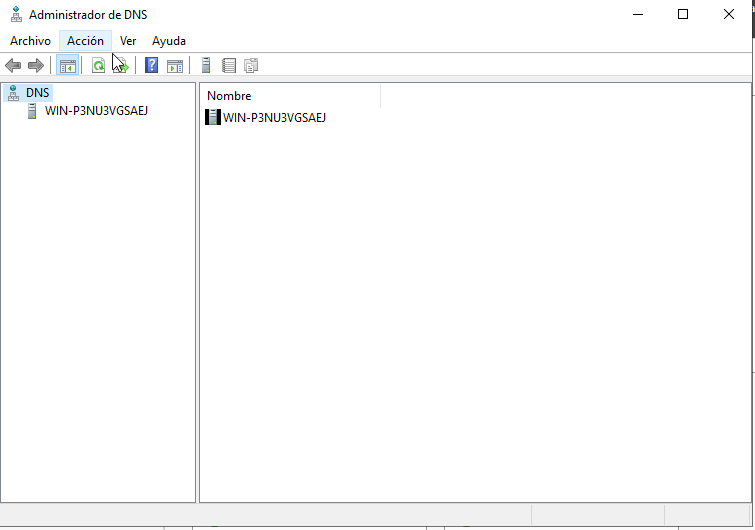 Administrador de DNS
Archivo Acción Ver Ayuda
DNS
WIN-P3NU3VGSAEJ
Nombre
WIN-P3NU3VGSAEJ